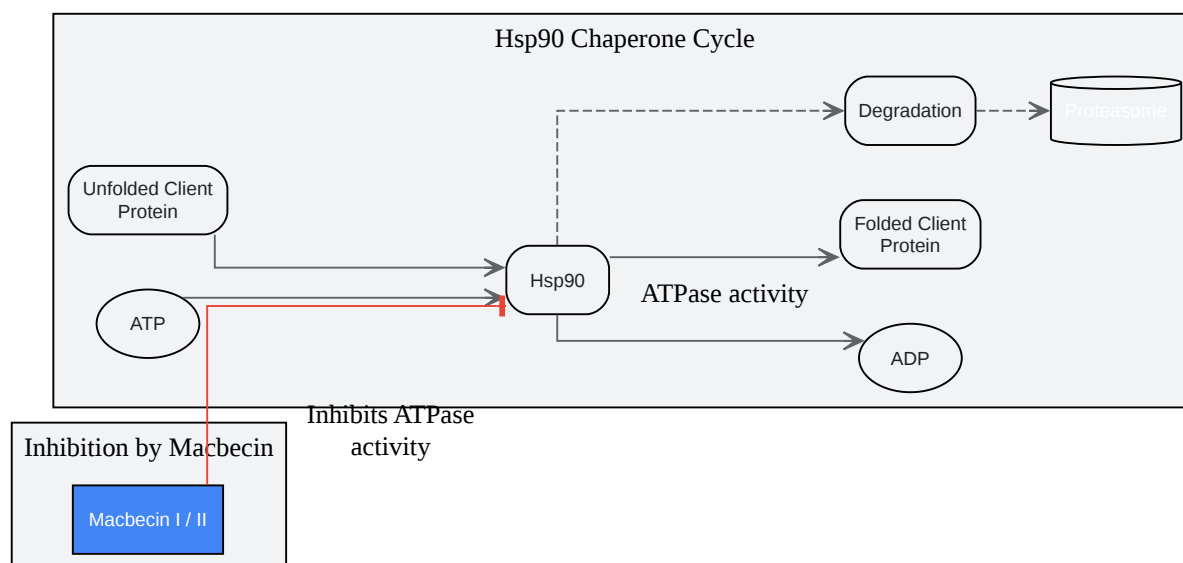 Hsp90 Chaperone Cycle
Degradation
Proteasome
Unfolded Client
Protein
Folded Client
Protein
Hsp90
ATPase activity
ATP
ADP
Inhibits ATPase
activity
Inhibition by Macbecin
Macbecin I / II